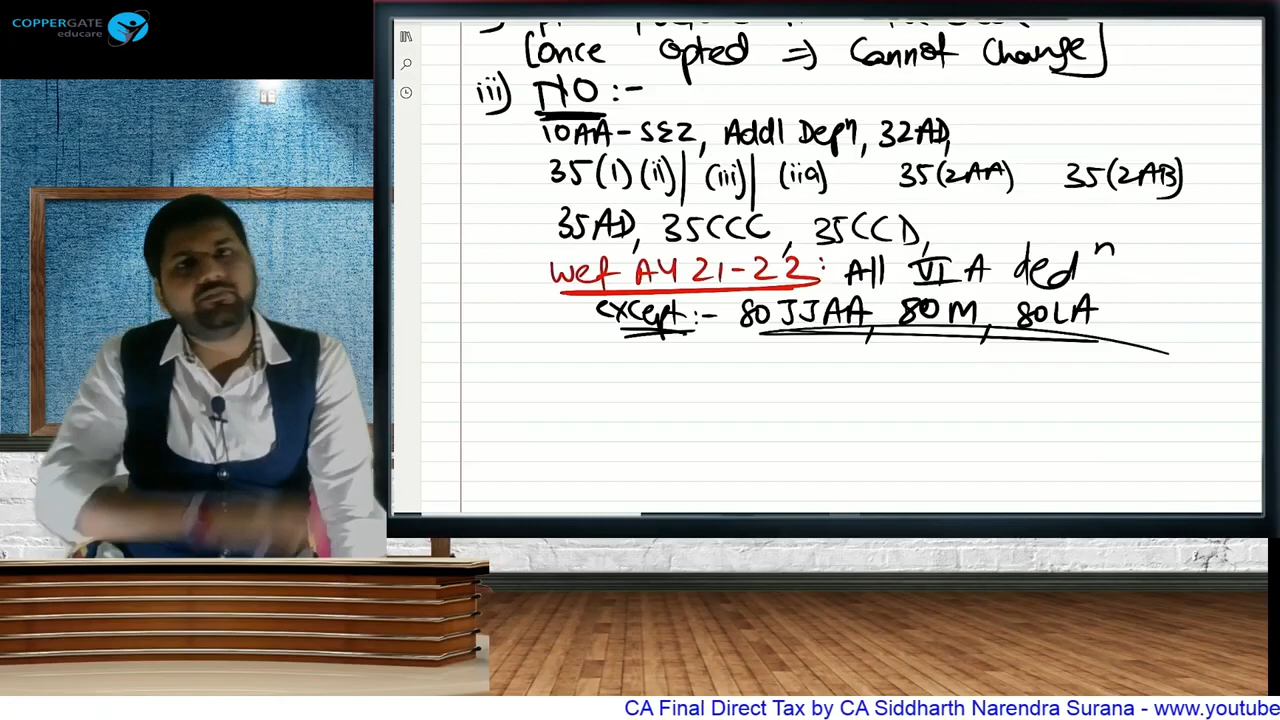 COPPERGATE
educare
[once opted => Cannot Change]
iii) NO :-
10AA - SEZ, Addl Depn, 32AD,
35(1)(ii)| (iii)| (iia) 35(2AA) 35(2AB)
35AD, 35CCC, 35CCD,
wef AY 21-22: All VIA dedn
except :- 80JJAA, 80M, 80LA
CA Final Direct Tax by CA Siddharth Narendra Surana - www.youtube